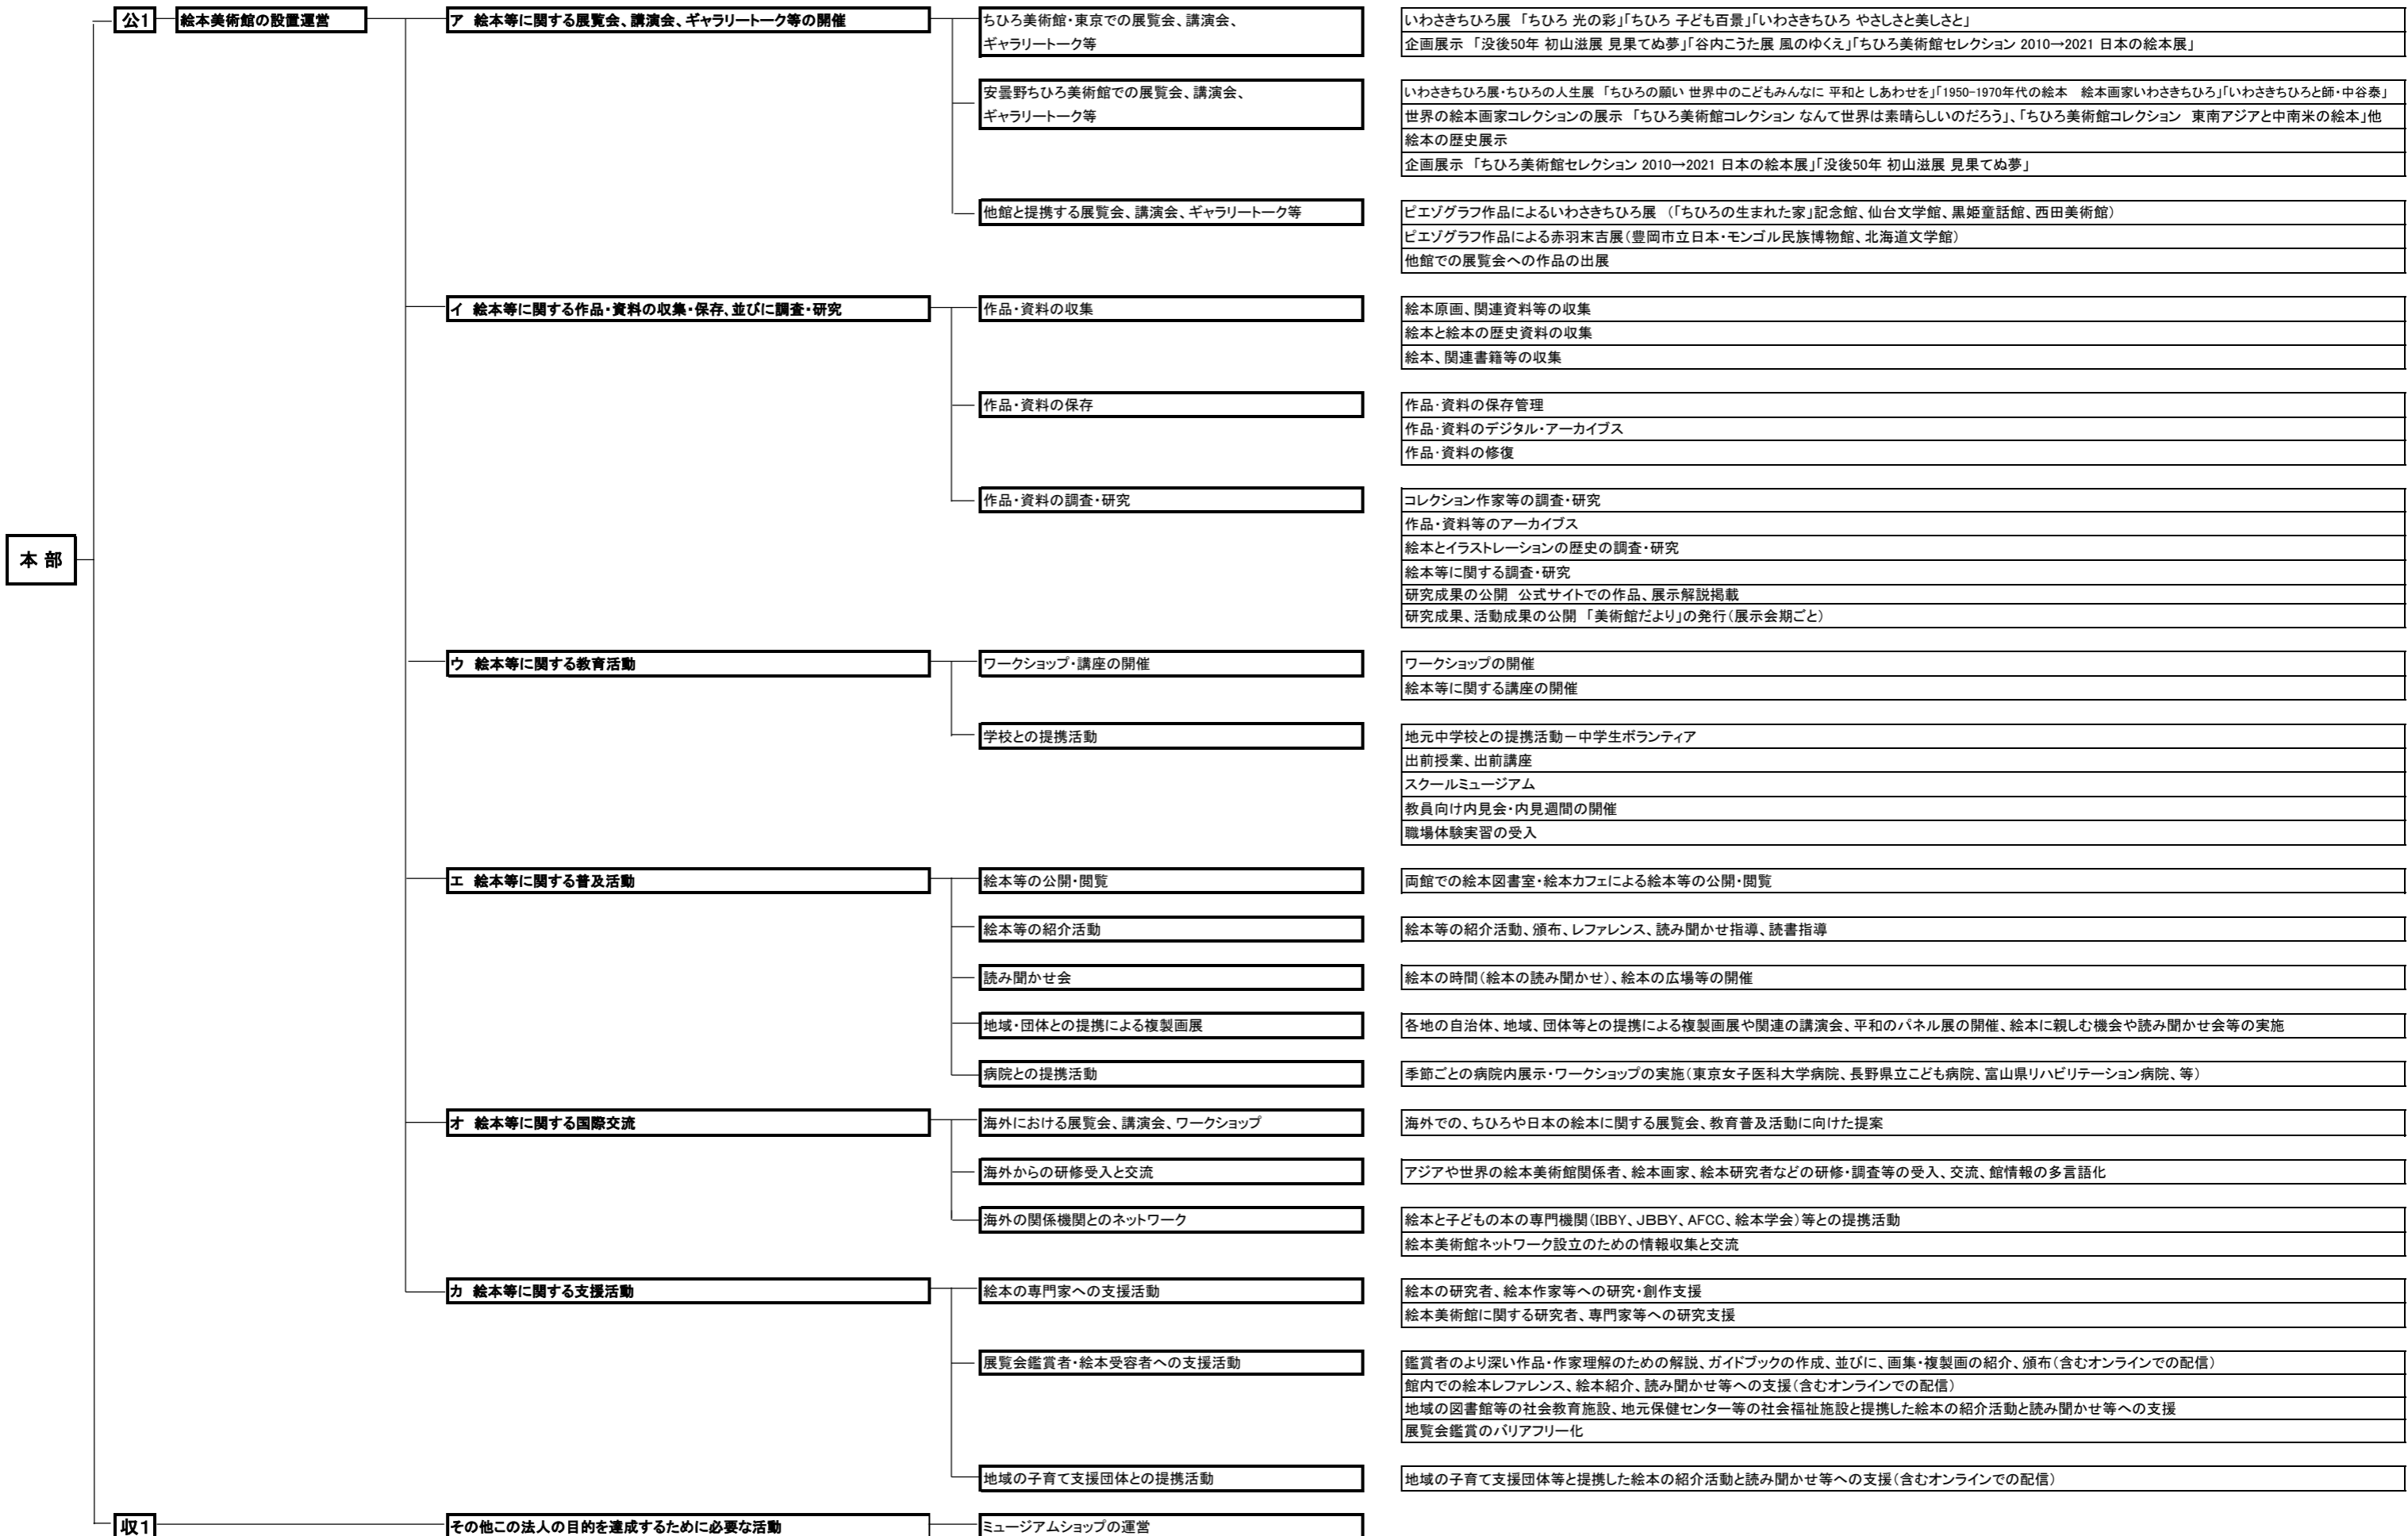 公1
絵本美術館の設置運営
ア 絵本等に関する展覧会、講演会、ギャラリートーク等の開催
ちひろ美術館・東京での展覧会、講演会、
ギャラリートーク等
いわさきちひろ展 「ちひろ 光の彩」「ちひろ 子ども百景」「いわさきちひろ やさしさと美しさと」
企画展示 「没後50年 初山滋展 見果てぬ夢」「谷内こうた展 風のゆくえ」「ちひろ美術館セレクション 2010→2021 日本の絵本展」
安曇野ちひろ美術館での展覧会、講演会、
ギャラリートーク等
いわさきちひろ展・ちひろの人生展 「ちひろの願い 世界中のこどもみんなに 平和と しあわせを」「1950-1970年代の絵本 絵本画家いわさきちひろ」「いわさきちひろと師・中谷泰」
世界の絵本画家コレクションの展示 「ちひろ美術館コレクション なんて世界は素晴らしいのだろう」、「ちひろ美術館コレクション 東南アジアと中南米の絵本」他
絵本の歴史展示
企画展示 「ちひろ美術館セレクション 2010→2021 日本の絵本展」「没後50年 初山滋展 見果てぬ夢」
他館と提携する展覧会、講演会、ギャラリートーク等
ピエゾグラフ作品によるいわさきちひろ展 (「ちひろの生まれた家」記念館、仙台文学館、黒姫童話館、西田美術館)
ピエゾグラフ作品による赤羽末吉展(豊岡市立日本・モンゴル民族博物館、北海道文学館)
他館での展覧会への作品の出展
イ 絵本等に関する作品・資料の収集・保存、並びに調査・研究
作品・資料の収集
絵本原画、関連資料等の収集
絵本と絵本の歴史資料の収集
絵本、関連書籍等の収集
作品・資料の保存
作品・資料の保存管理
作品・資料のデジタル・アーカイブス
作品・資料の修復
作品・資料の調査・研究
コレクション作家等の調査・研究
作品・資料等のアーカイブス
絵本とイラストレーションの歴史の調査・研究
絵本等に関する調査・研究
研究成果の公開 公式サイトでの作品、展示解説掲載
研究成果、活動成果の公開 「美術館だより」の発行(展示会期ごと)
本 部
ウ 絵本等に関する教育活動
ワークショップ・講座の開催
ワークショップの開催
絵本等に関する講座の開催
学校との提携活動
地元中学校との提携活動－中学生ボランティア
出前授業、出前講座
スクールミュージアム
教員向け内見会・内見週間の開催
職場体験実習の受入
エ 絵本等に関する普及活動
絵本等の公開・閲覧
両館での絵本図書室・絵本カフェによる絵本等の公開・閲覧
絵本等の紹介活動
絵本等の紹介活動、頒布、レファレンス、読み聞かせ指導、読書指導
読み聞かせ会
絵本の時間(絵本の読み聞かせ)、絵本の広場等の開催
地域・団体との提携による複製画展
各地の自治体、地域、団体等との提携による複製画展や関連の講演会、平和のパネル展の開催、絵本に親しむ機会や読み聞かせ会等の実施
病院との提携活動
季節ごとの病院内展示・ワークショップの実施(東京女子医科大学病院、長野県立こども病院、富山県リハビリテーション病院、等)
オ 絵本等に関する国際交流
海外における展覧会、講演会、ワークショップ
海外での、ちひろや日本の絵本に関する展覧会、教育普及活動に向けた提案
海外からの研修受入と交流
アジアや世界の絵本美術館関係者、絵本画家、絵本研究者などの研修・調査等の受入、交流、館情報の多言語化
海外の関係機関とのネットワーク
絵本と子どもの本の専門機関(IBBY、JBBY、AFCC、絵本学会)等との提携活動
絵本美術館ネットワーク設立のための情報収集と交流
カ 絵本等に関する支援活動
絵本の専門家への支援活動
絵本の研究者、絵本作家等への研究・創作支援
絵本美術館に関する研究者、専門家等への研究支援
展覧会鑑賞者・絵本受容者への支援活動
鑑賞者のより深い作品・作家理解のための解説、ガイドブックの作成、並びに、画集・複製画の紹介、頒布(含むオンラインでの配信)
館内での絵本レファレンス、絵本紹介、読み聞かせ等への支援(含むオンラインでの配信)
地域の図書館等の社会教育施設、地元保健センター等の社会福祉施設と提携した絵本の紹介活動と読み聞かせ等への支援
展覧会鑑賞のバリアフリー化
地域の子育て支援団体との提携活動
地域の子育て支援団体等と提携した絵本の紹介活動と読み聞かせ等への支援(含むオンラインでの配信)
収1
その他この法人の目的を達成するために必要な活動
ミュージアムショップの運営